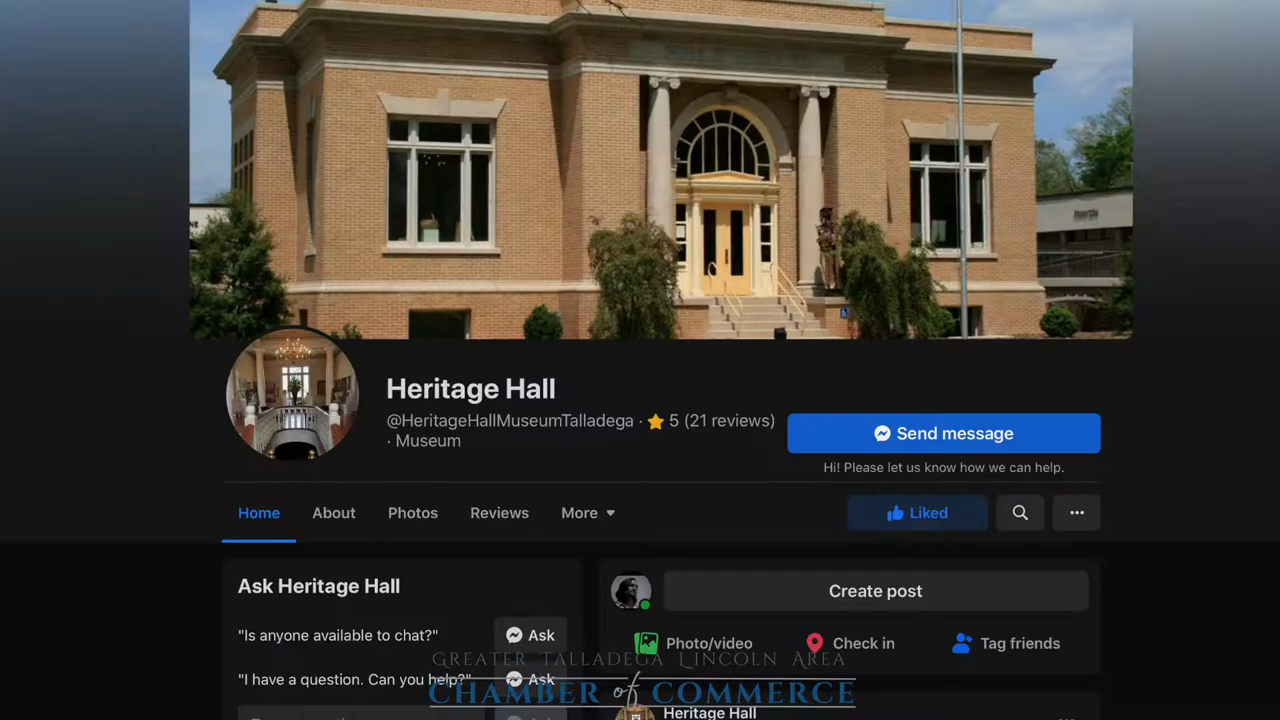 Heritage Hall
@HeritageHallMuseumTalladega · 5 (21 reviews)
· Museum
Send message
Hi! Please let us know how we can help.
Home About Photos Reviews More
Liked
Ask Heritage Hall
Create post
"Is anyone available to chat?" Ask
Photo/video Check in Tag friends
"I have a question. Can you help?" Ask
Greater Talladega Lincoln Area
Chamber of Commerce
Heritage Hall